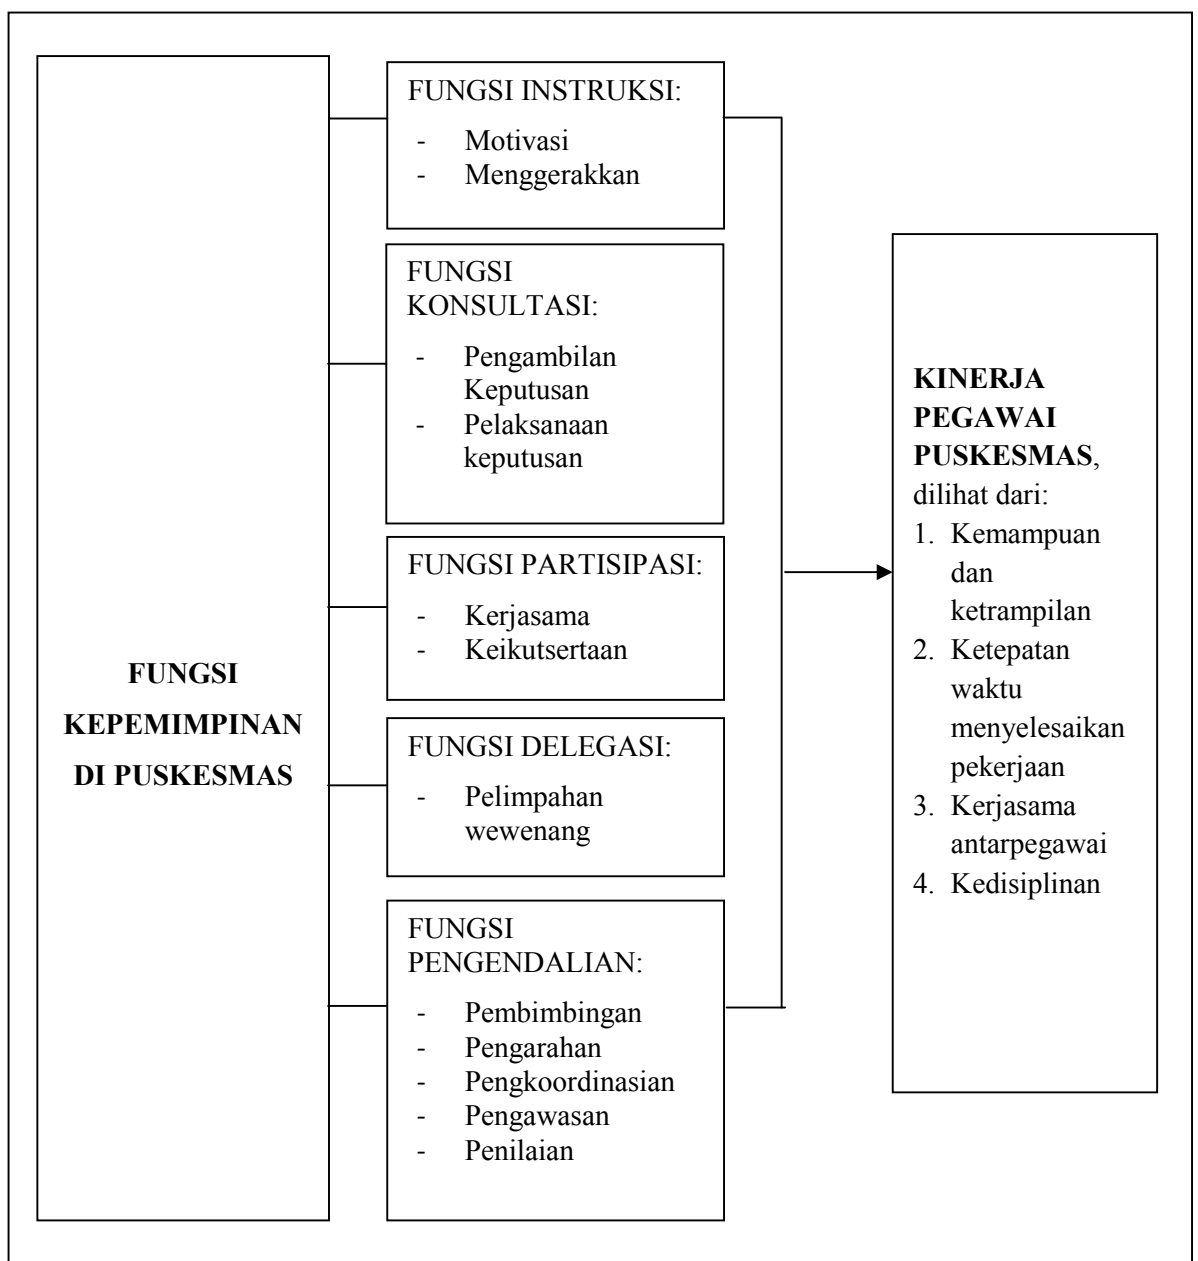 FUNGSI
KEPEMIMPINAN
DI PUSKESMAS
FUNGSI INSTRUKSI:
- Motivasi
- Menggerakkan
FUNGSI
KONSULTASI:
- Pengambilan
Keputusan
- Pelaksanaan
keputusan
FUNGSI PARTISIPASI:
- Kerjasama
- Keikutsertaan
FUNGSI DELEGASI:
- Pelimpahan
wewenang
FUNGSI
PENGENDALIAN:
- Pembimbingan
- Pengarahan
- Pengkoordinasian
- Pengawasan
- Penilaian
KINERJA
PEGAWAI
PUSKESMAS,
dilihat dari:
1. Kemampuan
dan
ketrampilan
2. Ketepatan
waktu
menyelesaikan
pekerjaan
3. Kerjasama
antarpegawai
4. Kedisiplinan